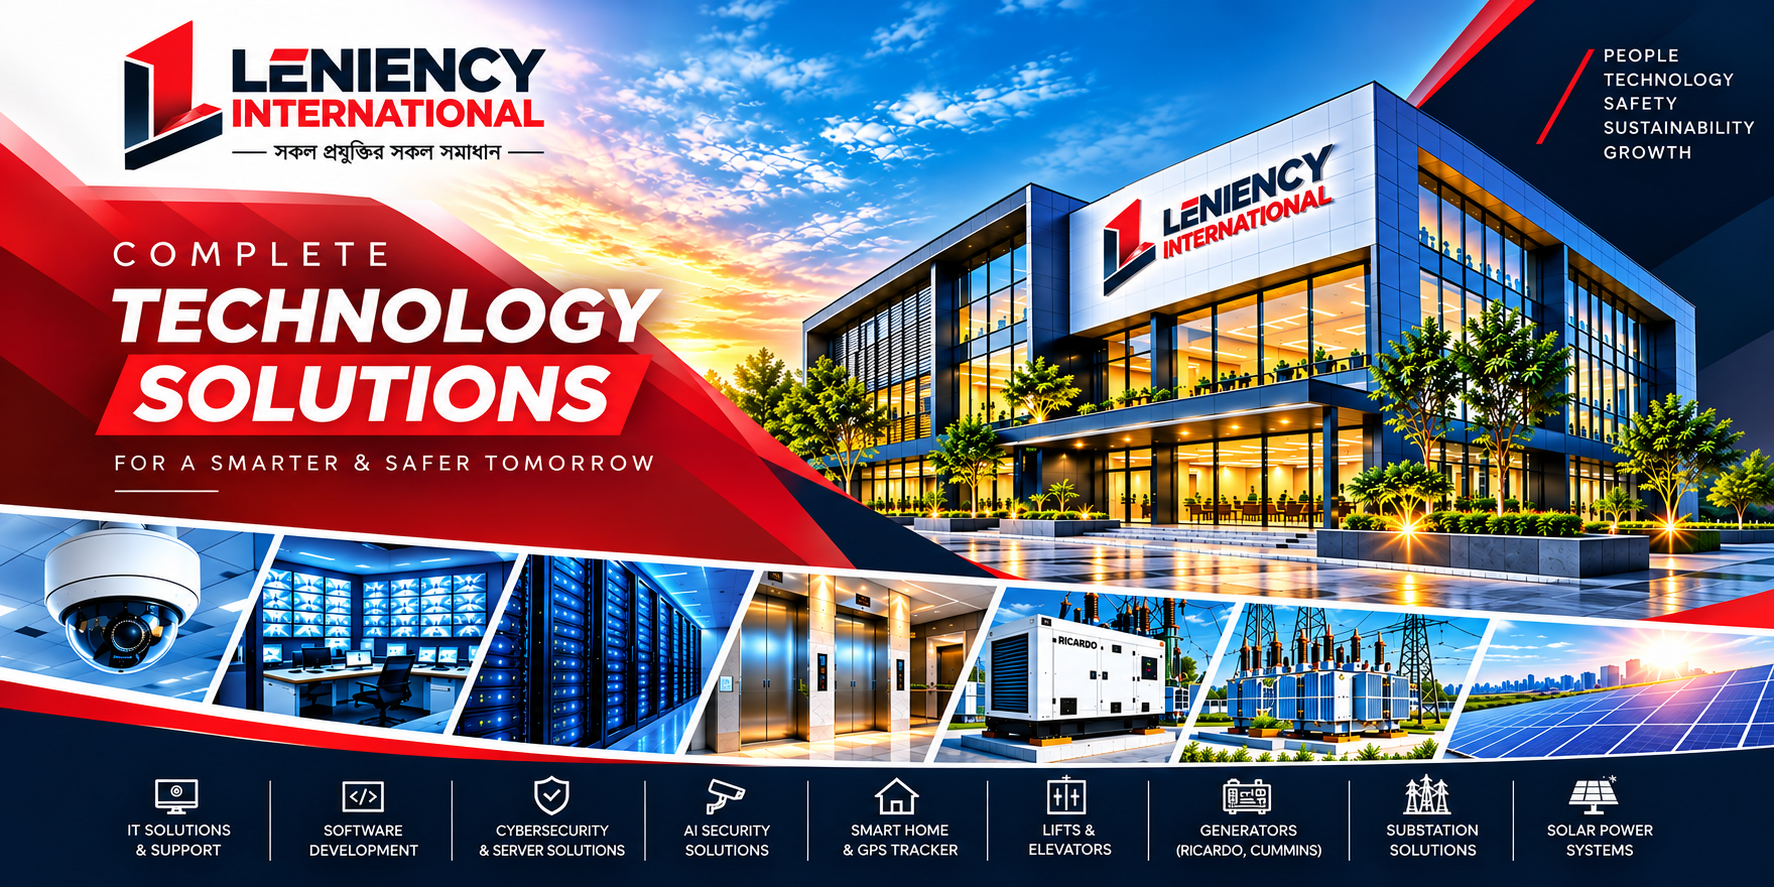 LENIENCY
INTERNATIONAL
সকল প্রযুক্তির সকল সমাধান
PEOPLE
TECHNOLOGY
SAFETY
SUSTAINABILITY
GROWTH
LENIENCY
INTERNATIONAL
COMPLETE
TECHNOLOGY
SOLUTIONS
FOR A SMARTER & SAFER TOMORROW
RICARDO
IT SOLUTIONS
& SUPPORT
SOFTWARE
DEVELOPMENT
CYBERSECURITY
& SERVER SOLUTIONS
AI SECURITY
SOLUTIONS
SMART HOME
& GPS TRACKER
LIFTS &
ELEVATORS
GENERATORS
(RICARDO, CUMMINS)
SUBSTATION
SOLUTIONS
SOLAR POWER
SYSTEMS